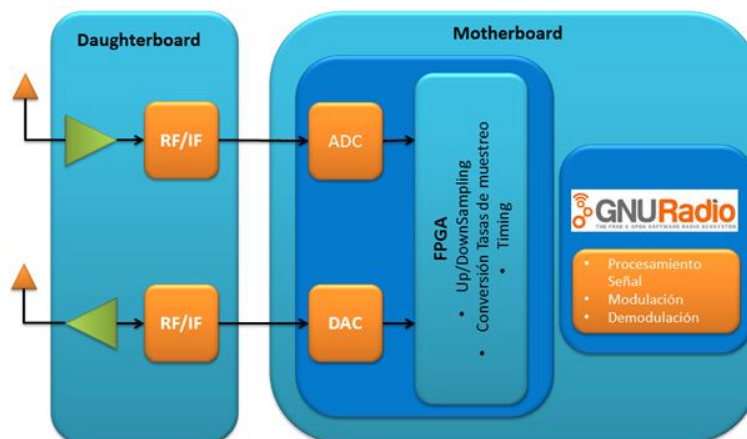 Daughterboard
Motherboard
RF/IF
ADC
FPGA
• Up/DownSampling
• Conversión Tasas de muestreo
• Timing
GNURadio
THE FREE & OPEN SOFTWARE RADIO ECOSYSTEM
• Procesamiento
Señal
• Modulación
• Demodulación
RF/IF
DAC